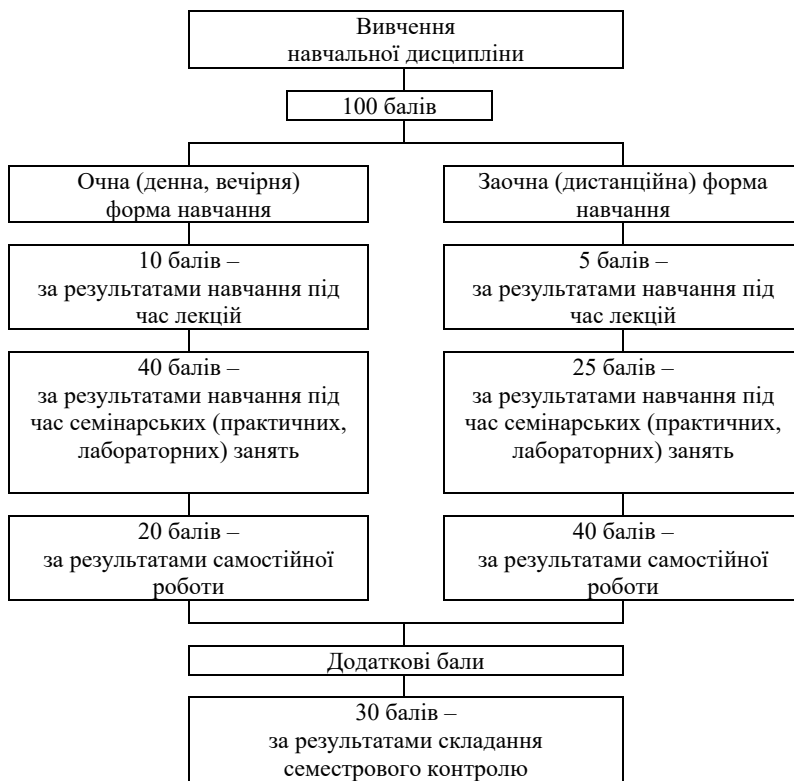 Вивчення
навчальної дисципліни
100 балів
Очна (денна, вечірня)
форма навчання
Заочна (дистанційна) форма
навчання
10 балів –
за результатами навчання під
час лекцій
5 балів –
за результатами навчання під
час лекцій
40 балів –
за результатами навчання під
час семінарських (практичних,
лабораторних) занять
25 балів –
за результатами навчання під
час семінарських (практичних,
лабораторних) занять
20 балів –
за результатами самостійної
роботи
40 балів –
за результатами самостійної
роботи
Додаткові бали
30 балів –
за результатами складання
семестрового контролю